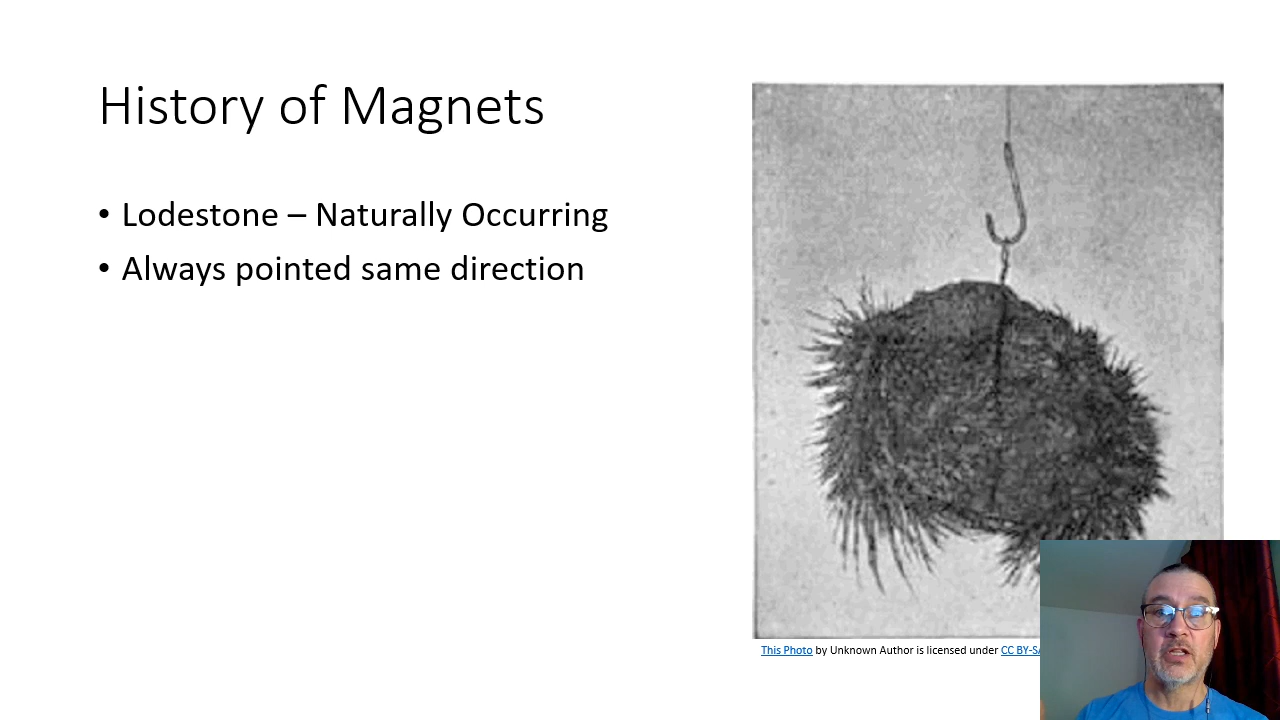 History of Magnets
• Lodestone – Naturally Occurring
• Always pointed same direction
This Photo by Unknown Author is licensed under CC